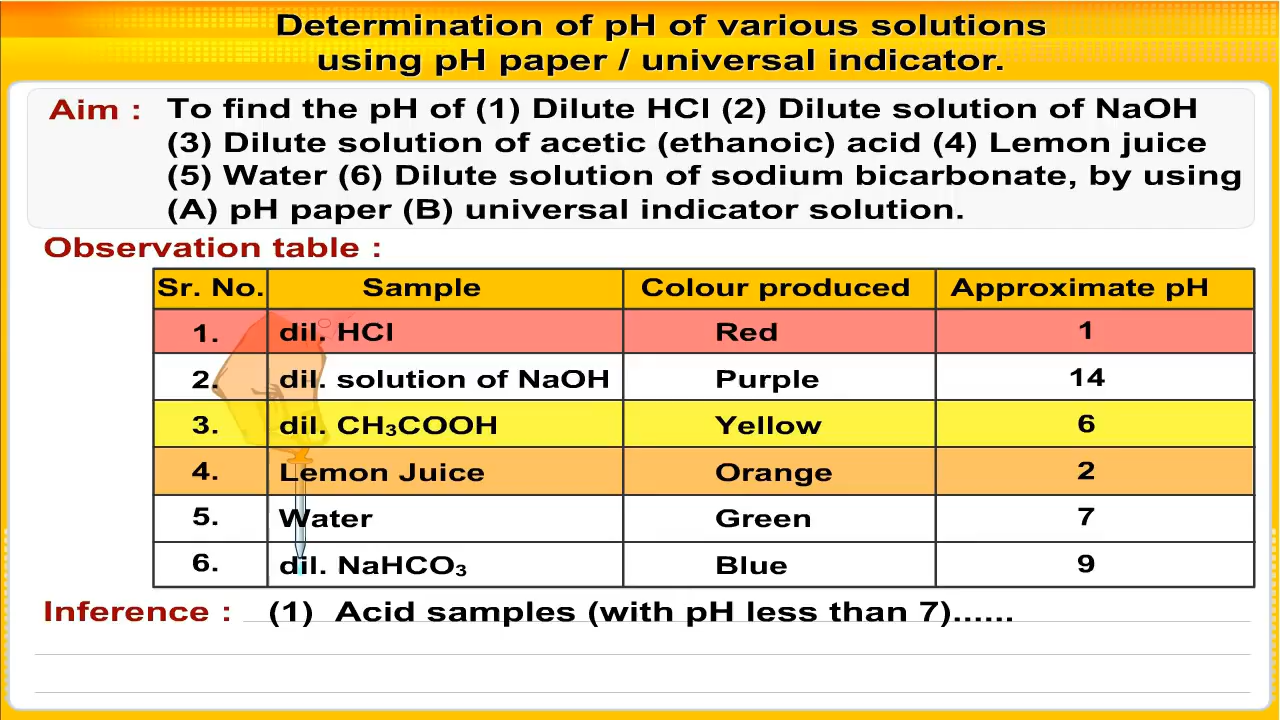 Determination of pH of various solutions
using pH paper / universal indicator.
Aim : To find the pH of (1) Dilute HCl (2) Dilute solution of NaOH
(3) Dilute solution of acetic (ethanoic) acid (4) Lemon juice
(5) Water (6) Dilute solution of sodium bicarbonate, by using
(A) pH paper (B) universal indicator solution.
Observation table :
Sr. No. Sample Colour produced Approximate pH
1. dil. HCl Red 1
2. dil. solution of NaOH Purple 14
3. dil. CH₃COOH Yellow 6
4. Lemon Juice Orange 2
5. Water Green 7
6. dil. NaHCO₃ Blue 9
Inference : (1) Acid samples (with pH less than 7)......